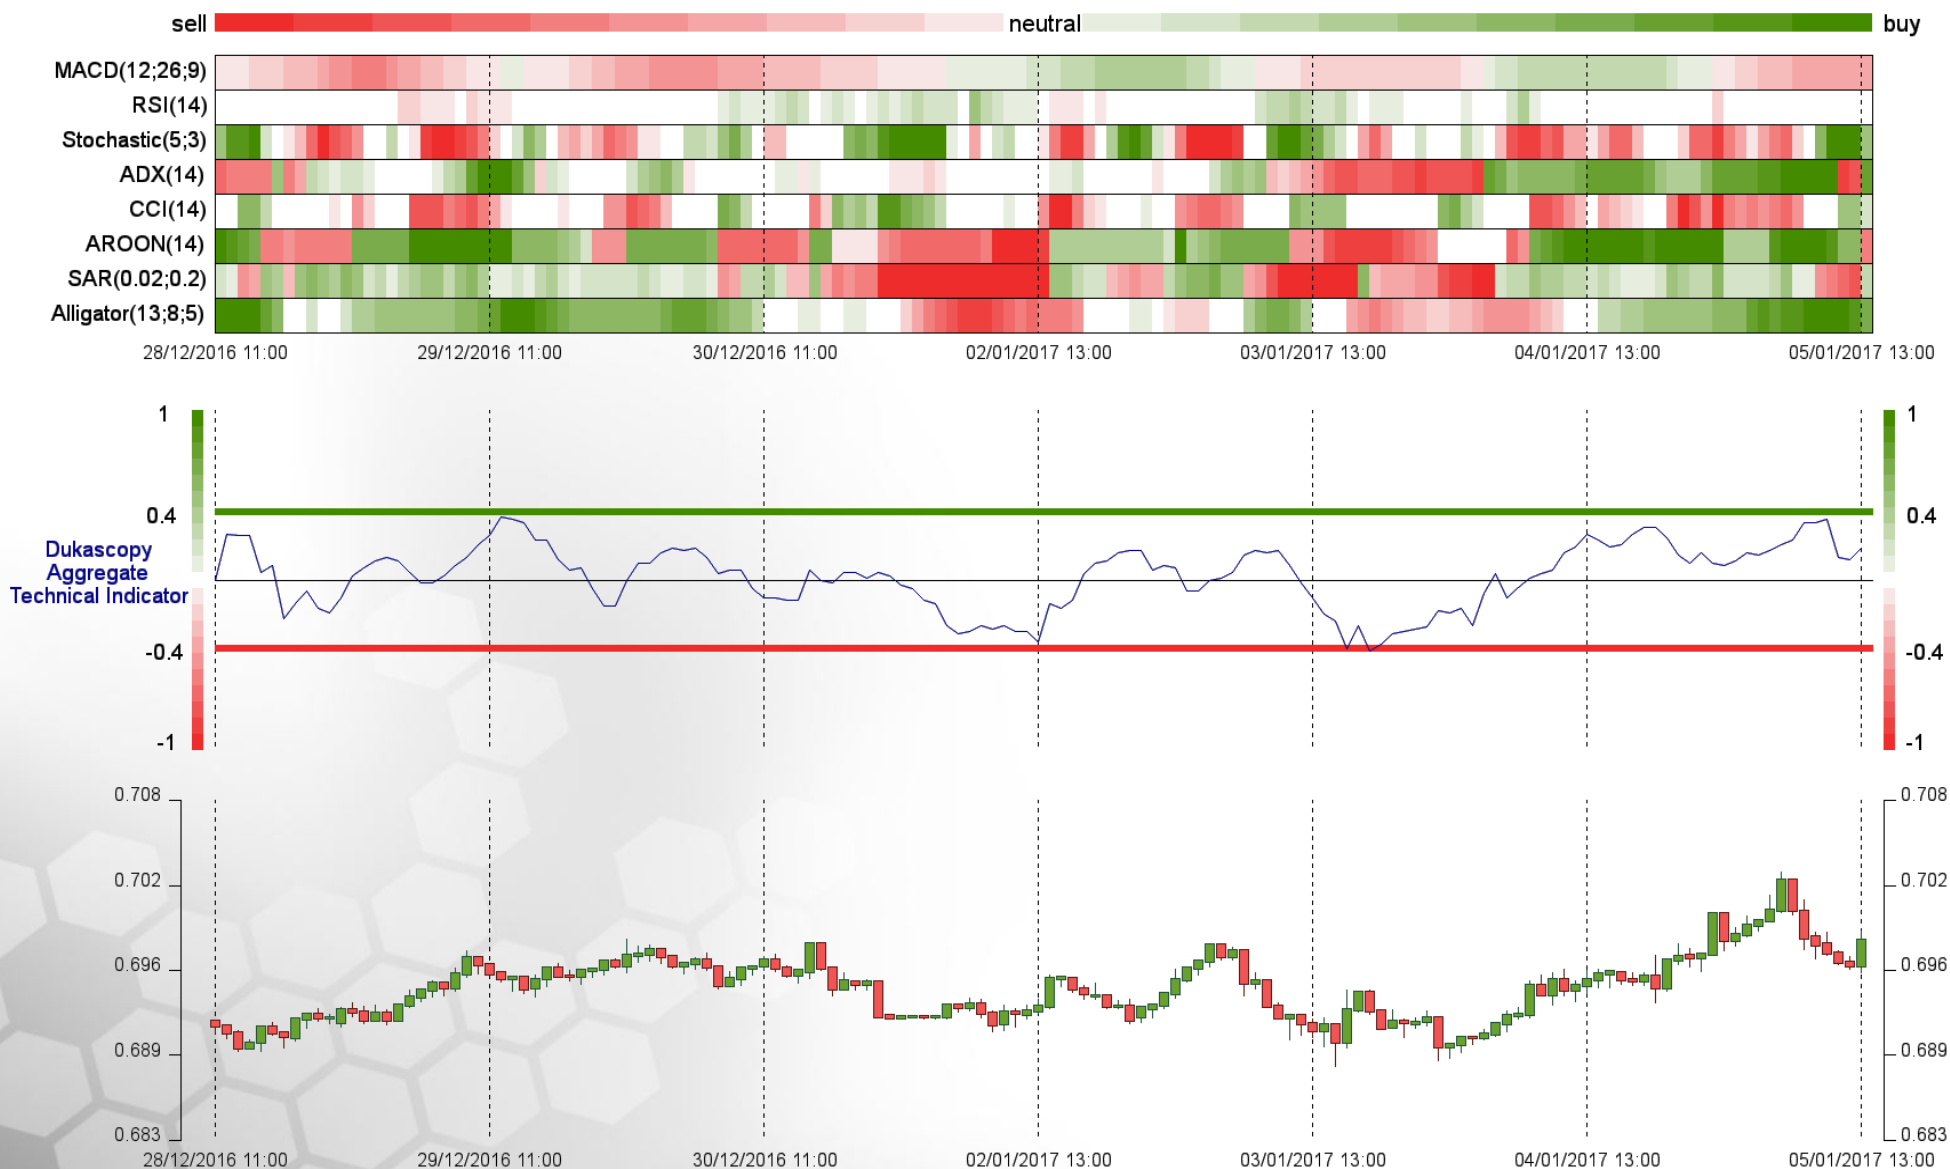 sell neutral buy
MACD(12;26;9)
RSI(14)
Stochastic(5;3)
ADX(14)
CCI(14)
AROON(14)
SAR(0.02;0.2)
Alligator(13;8;5)
28/12/2016 11:00 29/12/2016 11:00 30/12/2016 11:00 02/01/2017 13:00 03/01/2017 13:00 04/01/2017 13:00 05/01/2017 13:00
1 1
0.4 0.4
Dukascopy
Aggregate
Technical Indicator
-0.4 -0.4
-1 -1
0.708 0.708
0.702 0.702
0.696 0.696
0.689 0.689
0.683 0.683
28/12/2016 11:00 29/12/2016 11:00 30/12/2016 11:00 02/01/2017 13:00 03/01/2017 13:00 04/01/2017 13:00 05/01/2017 13:00